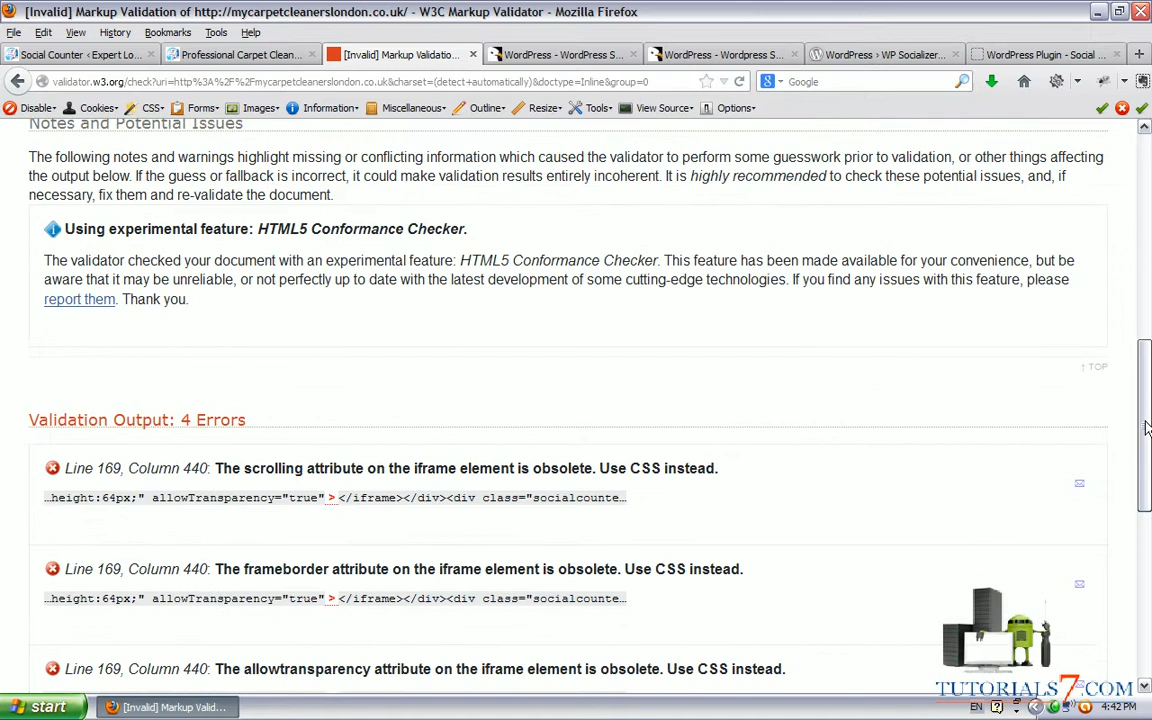 [Invalid] Markup Validation of http://mycarpetcleanerslondon.co.uk/ - W3C Markup Validator - Mozilla Firefox
File Edit View History Bookmarks Tools Help
Social Counter ‹ Expert Lo... Professional Carpet Clean... [Invalid] Markup Validatio... WordPress - WordPress S... WordPress - Wordpress S... WordPress › WP Socializer... WordPress Plugin - Social ...
validator.w3.org/check?uri=http%3A%2F%2Fmycarpetcleanerslondon.co.uk&charset=(detect+automatically)&doctype=Inline&group=0 Google
Disable Cookies CSS Forms Images Information Miscellaneous Outline Resize Tools View Source Options
Notes and Potential Issues
The following notes and warnings highlight missing or conflicting information which caused the validator to perform some guesswork prior to validation, or other things affecting
the output below. If the guess or fallback is incorrect, it could make validation results entirely incoherent. It is highly recommended to check these potential issues, and, if
necessary, fix them and re-validate the document.
Using experimental feature: HTML5 Conformance Checker.
The validator checked your document with an experimental feature: HTML5 Conformance Checker. This feature has been made available for your convenience, but be
aware that it may be unreliable, or not perfectly up to date with the latest development of some cutting-edge technologies. If you find any issues with this feature, please
report them. Thank you.
↑ TOP
Validation Output: 4 Errors
Line 169, Column 440: The scrolling attribute on the iframe element is obsolete. Use CSS instead.
…height:64px;" allowTransparency="true"></iframe></div><div class="socialcounte…
Line 169, Column 440: The frameborder attribute on the iframe element is obsolete. Use CSS instead.
…height:64px;" allowTransparency="true"></iframe></div><div class="socialcounte…
Line 169, Column 440: The allowtransparency attribute on the iframe element is obsolete. Use CSS instead.
TUTORIALS7.COM
start [Invalid] Markup Valid... EN 4:42 PM